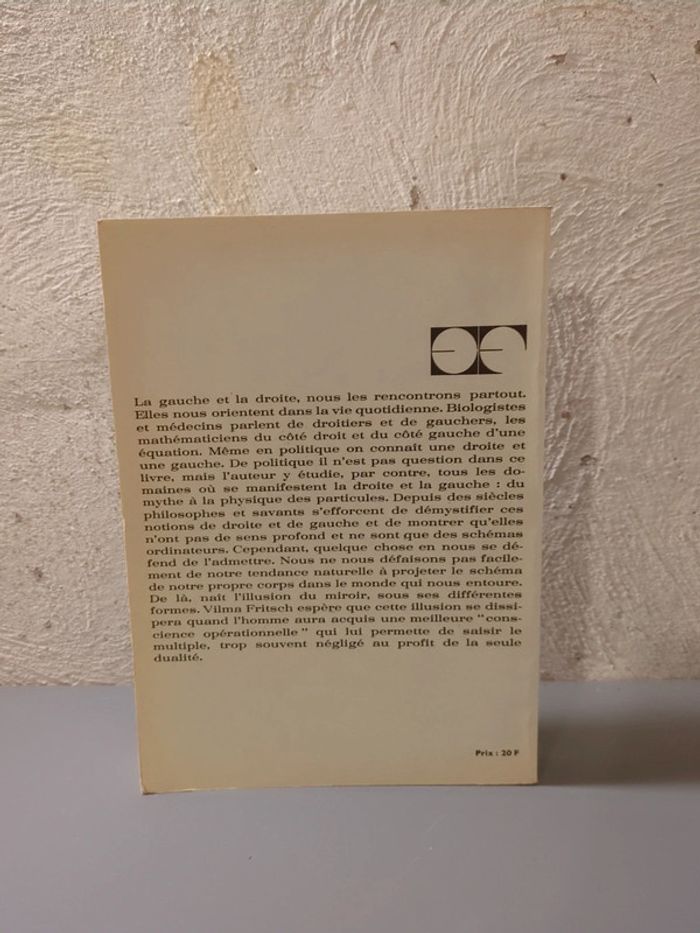 La gauche et la droite, nous les rencontrons partout.
Elles nous orientent dans la vie quotidienne. Biologistes
et médecins parlent de droitiers et de gauchers, les
mathématiciens du côté droit et du côté gauche d'une
équation. Même en politique on connaît une droite et
une gauche. De politique il n'est pas question dans ce
livre, mais l'auteur y étudie, par contre, tous les do-
maines où se manifestent la droite et la gauche : du
mythe à la physique des particules. Depuis des siècles
philosophes et savants s'efforcent de démystifier ces
notions de droite et de gauche et de montrer qu'elles
n'ont pas de sens profond et ne sont que des schémas
ordinateurs. Cependant, quelque chose en nous se dé-
fend de l'admettre. Nous ne nous défaisons pas facile-
ment de notre tendance naturelle à projeter le schéma
de notre propre corps dans le monde qui nous entoure.
De là, naît l'illusion du miroir, sous ses différentes
formes. Vilma Fritsch espère que cette illusion se dissi-
pera quand l'homme aura acquis une meilleure "cons-
cience opérationnelle" qui lui permette de saisir le
multiple, trop souvent négligé au profit de la seule
dualité.
Prix : 20 F